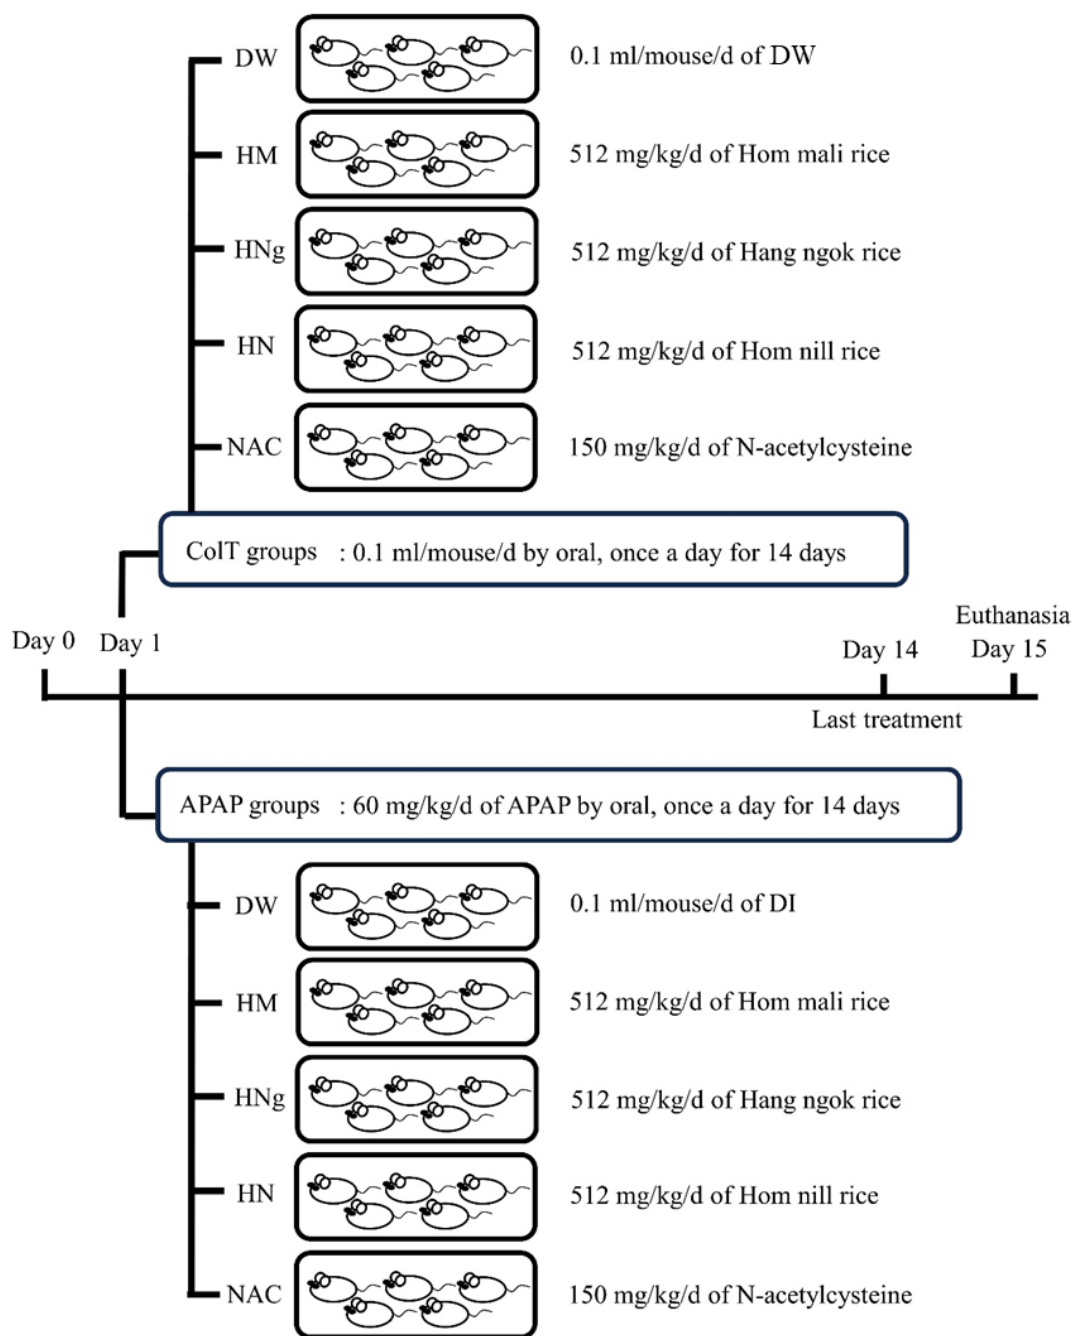 DW 0.1 ml/mouse/d of DW
HM 512 mg/kg/d of Hom mali rice
HNg 512 mg/kg/d of Hang ngok rice
HN 512 mg/kg/d of Hom nill rice
NAC 150 mg/kg/d of N-acetylcysteine
ColT groups : 0.1 ml/mouse/d by oral, once a day for 14 days
Day 0 Day 1 Day 14
Euthanasia
Day 15
Last treatment
APAP groups : 60 mg/kg/d of APAP by oral, once a day for 14 days
DW 0.1 ml/mouse/d of DI
HM 512 mg/kg/d of Hom mali rice
HNg 512 mg/kg/d of Hang ngok rice
HN 512 mg/kg/d of Hom nill rice
NAC 150 mg/kg/d of N-acetylcysteine